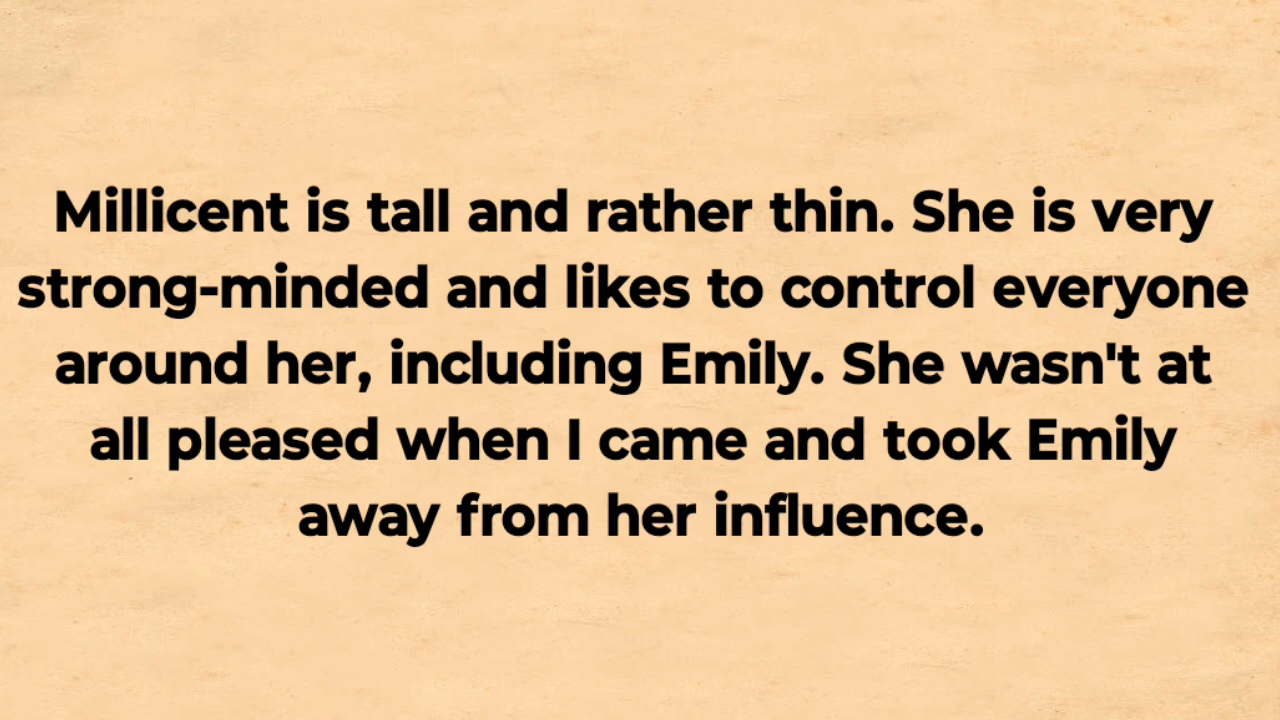 Millicent is tall and rather thin. She is very
strong-minded and likes to control everyone
around her, including Emily. She wasn't at
all pleased when I came and took Emily
away from her influence.